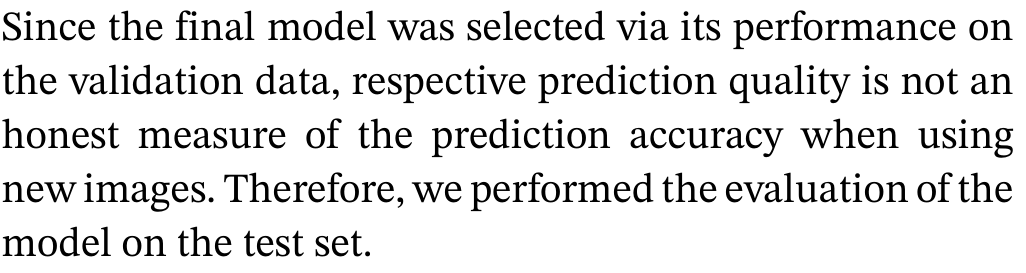 Since the final model was selected via its performance on
the validation data, respective prediction quality is not an
honest measure of the prediction accuracy when using
new images. Therefore, we performed the evaluation of the
model on the test set.